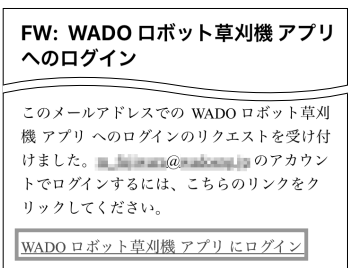 FW: WADO ロボット草刈機 アプリ
へのログイン
このメールアドレスでの WADO ロボット草刈
機 アプリ へのログインのリクエストを受け付
けました。@のアカウン
トでログインするには、こちらのリンクをク
リックしてください。
WADO ロボット草刈機 アプリ にログイン